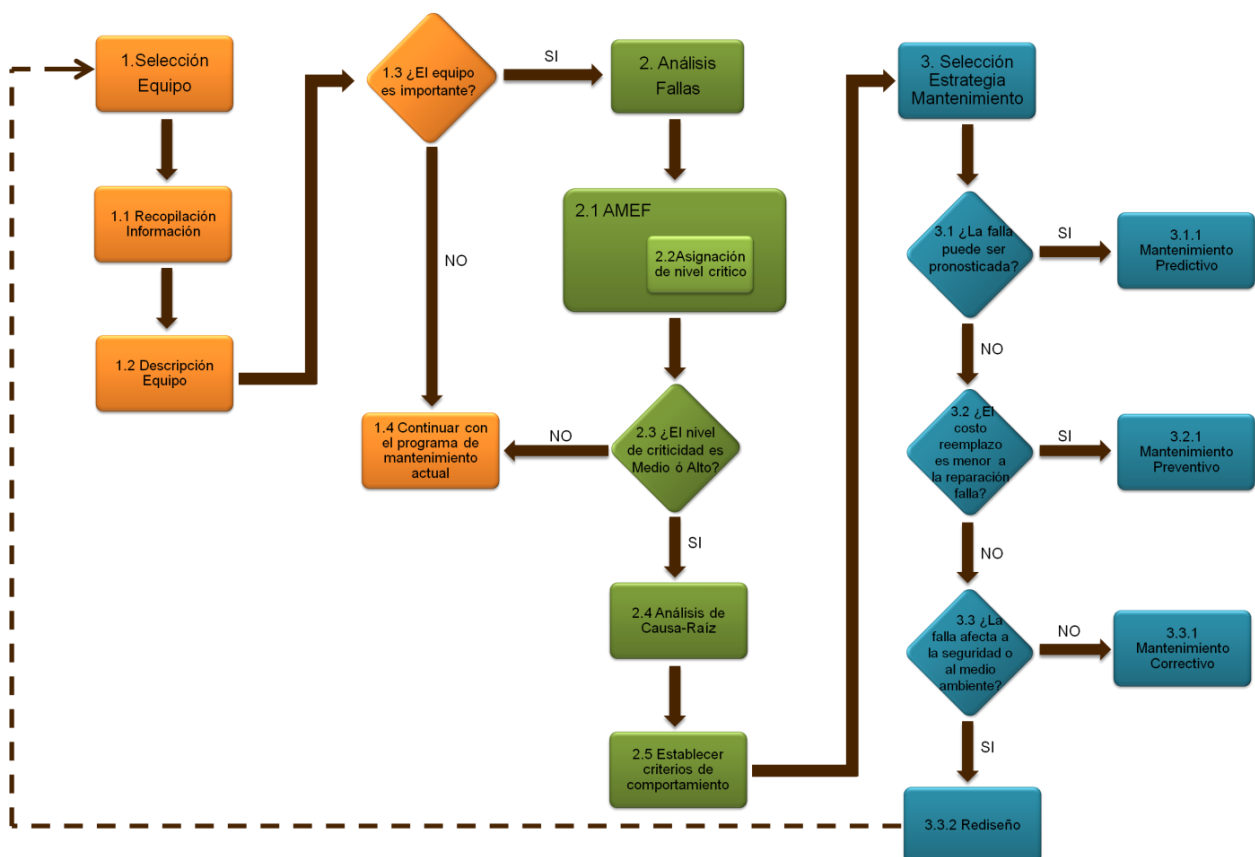 1.Selección
Equipo
1.1 Recopilación
Información
1.2 Descripción
Equipo
1.3 ¿El equipo
es importante?
SI
NO
1.4 Continuar con
el programa de
mantenimiento
actual
2. Análisis
Fallas
2.1 AMEF
2.2Asignación
de nivel critico
2.3 ¿El nivel
de criticidad es
Medio ó Alto?
NO
SI
2.4 Análisis de
Causa-Raíz
2.5 Establecer
criterios de
comportamiento
3. Selección
Estrategia
Mantenimiento
3.1 ¿La falla
puede ser
pronosticada?
SI
3.1.1
Mantenimiento
Predictivo
NO
3.2 ¿El
costo
reemplazo
es menor a
la reparación
falla?
SI
3.2.1
Mantenimiento
Preventivo
NO
3.3 ¿La
falla afecta a
la seguridad o
al medio
ambiente?
NO
3.3.1
Mantenimiento
Correctivo
SI
3.3.2 Rediseño